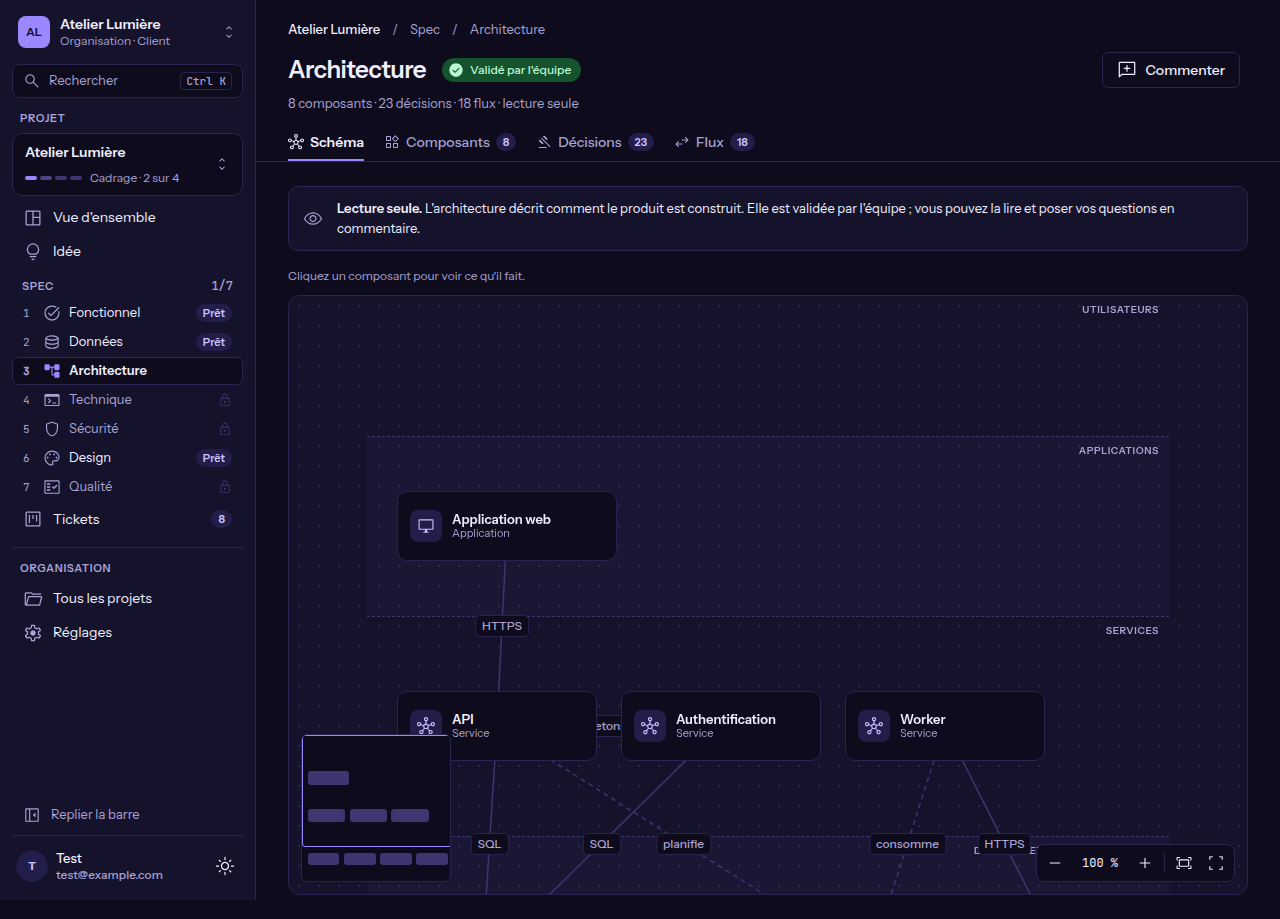 AL
Atelier Lumière
Organisation · Client
Rechercher
Ctrl K
PROJET
Atelier Lumière
Cadrage · 2 sur 4
Vue d'ensemble
Idée
SPEC 1/7
1 Fonctionnel Prêt
2 Données Prêt
3 Architecture
4 Technique
5 Sécurité
6 Design Prêt
7 Qualité
Tickets 8
ORGANISATION
Tous les projets
Réglages
Replier la barre
T
Test
test@example.com
Atelier Lumière / Spec / Architecture
Architecture
Validé par l'équipe
Commenter
8 composants · 23 décisions · 18 flux · lecture seule
Schéma
Composants 8
Décisions 23
Flux 18
Lecture seule. L'architecture décrit comment le produit est construit. Elle est validée par l'équipe ; vous pouvez la lire et poser vos questions en
commentaire.
Cliquez un composant pour voir ce qu'il fait.
UTILISATEURS
APPLICATIONS
Application web
Application
HTTPS
SERVICES
API
Service
Authentification
Service
Worker
Service
SQL
SQL
planifie
consomme
HTTPS
100 %